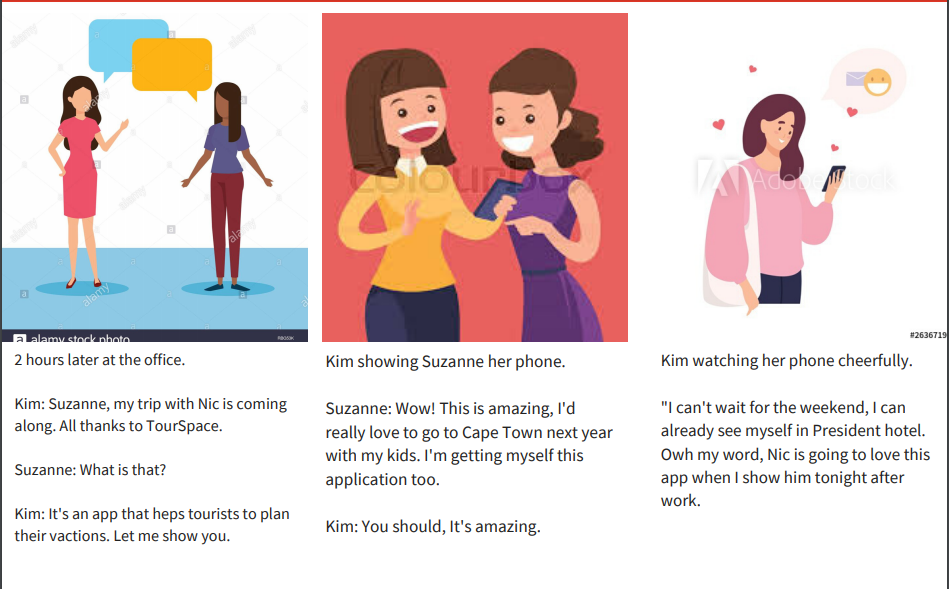 alamy
alamy
alamy
alamy
a alamy stock photo
colourbox
Adobe Stock
#2636719
2 hours later at the office.
Kim: Suzanne, my trip with Nic is coming
along. All thanks to TourSpace.
Suzanne: What is that?
Kim: It's an app that heps tourists to plan
their vactions. Let me show you.
Kim showing Suzanne her phone.
Suzanne: Wow! This is amazing, I'd
really love to go to Cape Town next year
with my kids. I'm getting myself this
application too.
Kim: You should, It's amazing.
Kim watching her phone cheerfully.
"I can't wait for the weekend, I can
already see myself in President hotel.
Owh my word, Nic is going to love this
app when I show him tonight after
work.